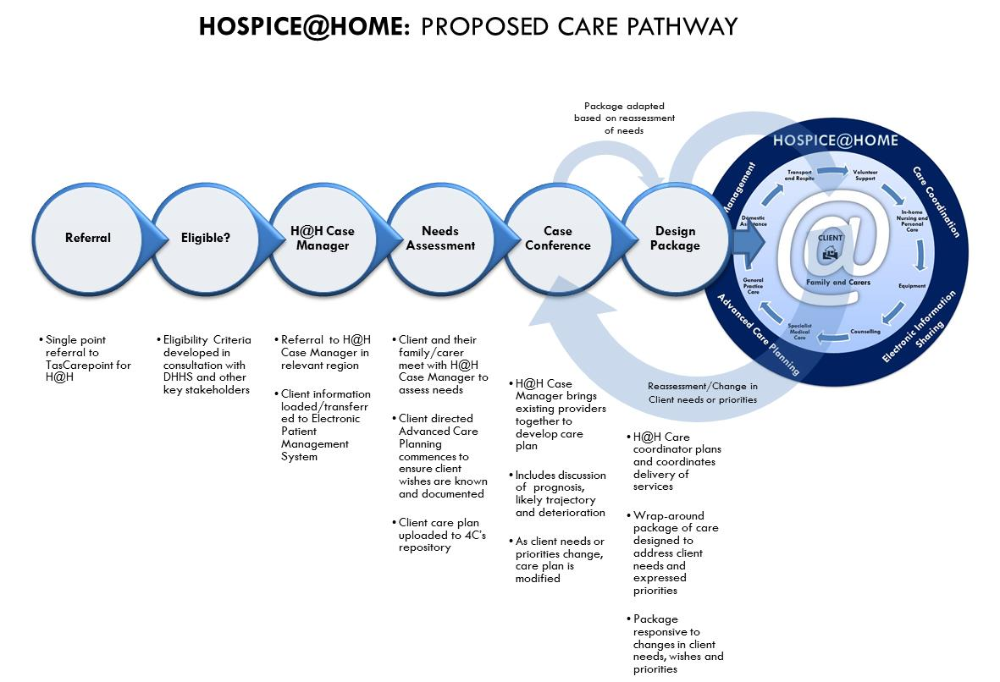 HOSPICE@HOME: PROPOSED CARE PATHWAY
Package adapted
based on reassessment
of needs
Referral
Eligible?
H@H Case
Manager
Needs
Assessment
Case
Conference
Design
Package
HOSPICE@HOME
Management
Care Coordination
Advanced Care Planning
Electronic Information
Sharing
Transport
and Respite
Volunteer
Support
In-home
Nursing and
Personal
Care
Equipment
Counselling
Specialist
Medical
Care
General
Practice
Care
Domestic
Assistance
@
CLIENT
Family and Carers
Reassessment/Change in
Client needs or priorities
• Single point
referral to
TasCarepoint for
H@H
• Eligibility Criteria
developed in
consultation with
DHHS and other
key stakeholders
• Referral to H@H
Case Manager in
relevant region
• Client information
loaded/transferr
ed to Electronic
Patient
Management
System
• Client and their
family/carer
meet with H@H
Case Manager to
assess needs
• Client directed
Advanced Care
Planning
commences to
ensure client
wishes are known
and documented
• Client care plan
uploaded to 4C's
repository
• H@H Case
Manager brings
existing providers
together to
develop care
plan
• Includes discussion
of prognosis,
likely trajectory
and deterioration
• As client needs or
priorities change,
care plan is
modified
• H@H Care
coordinator plans
and coordinates
delivery of
services
• Wrap-around
package of care
designed to
address client
needs and
expressed
priorities
• Package
responsive to
changes in client
needs, wishes and
priorities